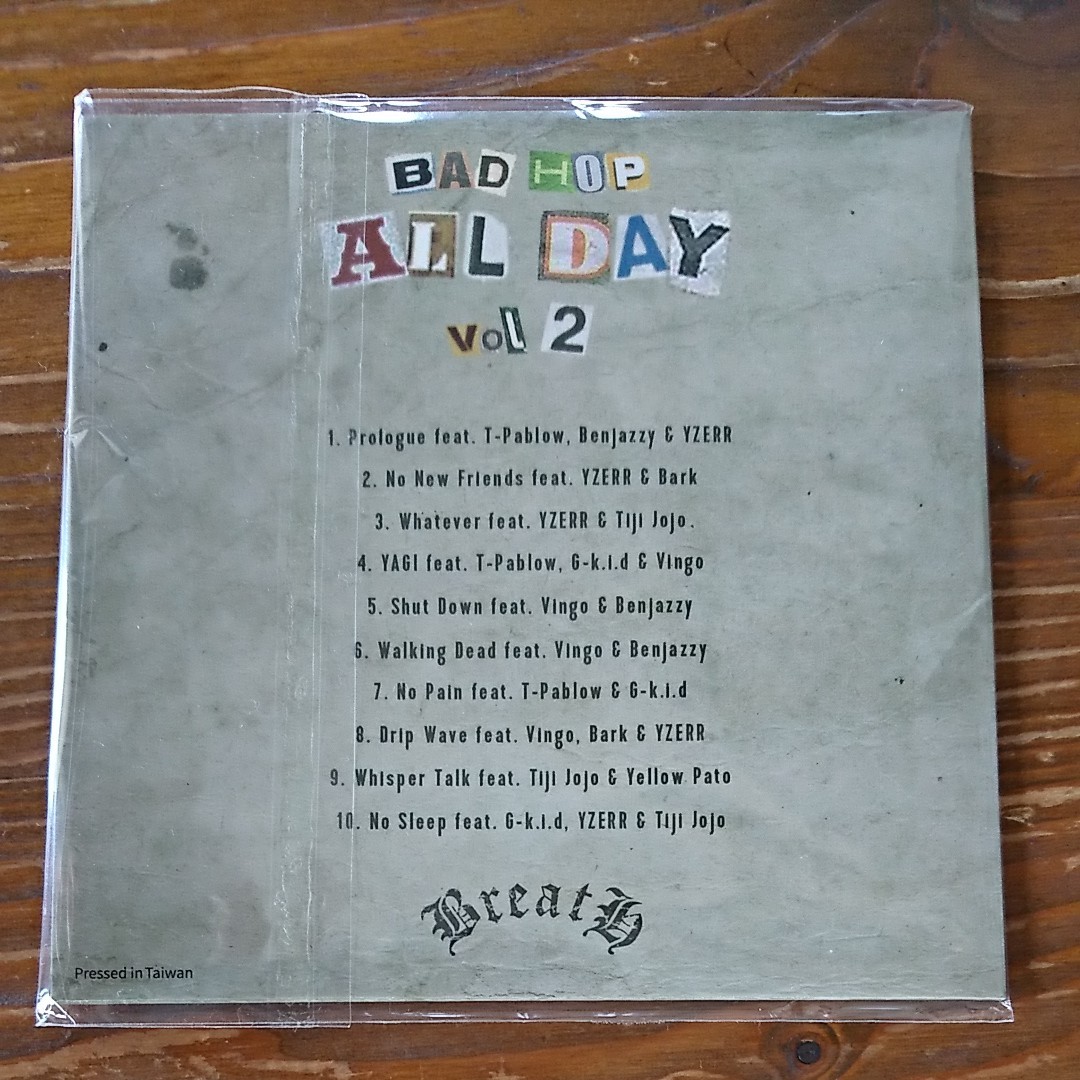 BAD HOP
ALL DAY
vol 2
1. Prologue feat. T-Pablow, Benjazzy & YZERR
2. No New Friends feat. YZERR & Bark
3. Whatever feat. YZERR & Tiji Jojo.
4. YAGI feat. T-Pablow, G-k.i.d & Vingo
5. Shut Down feat. Vingo & Benjazzy
6. Walking Dead feat. Vingo & Benjazzy
7. No Pain feat. T-Pablow & G-k.i.d
8. Drip Wave feat. Vingo, Bark & YZERR
9. Whisper Talk feat. Tiji Jojo & Yellow Pato
10. No Sleep feat. G-k.i.d, YZERR & Tiji Jojo
BreatH
Pressed in Taiwan